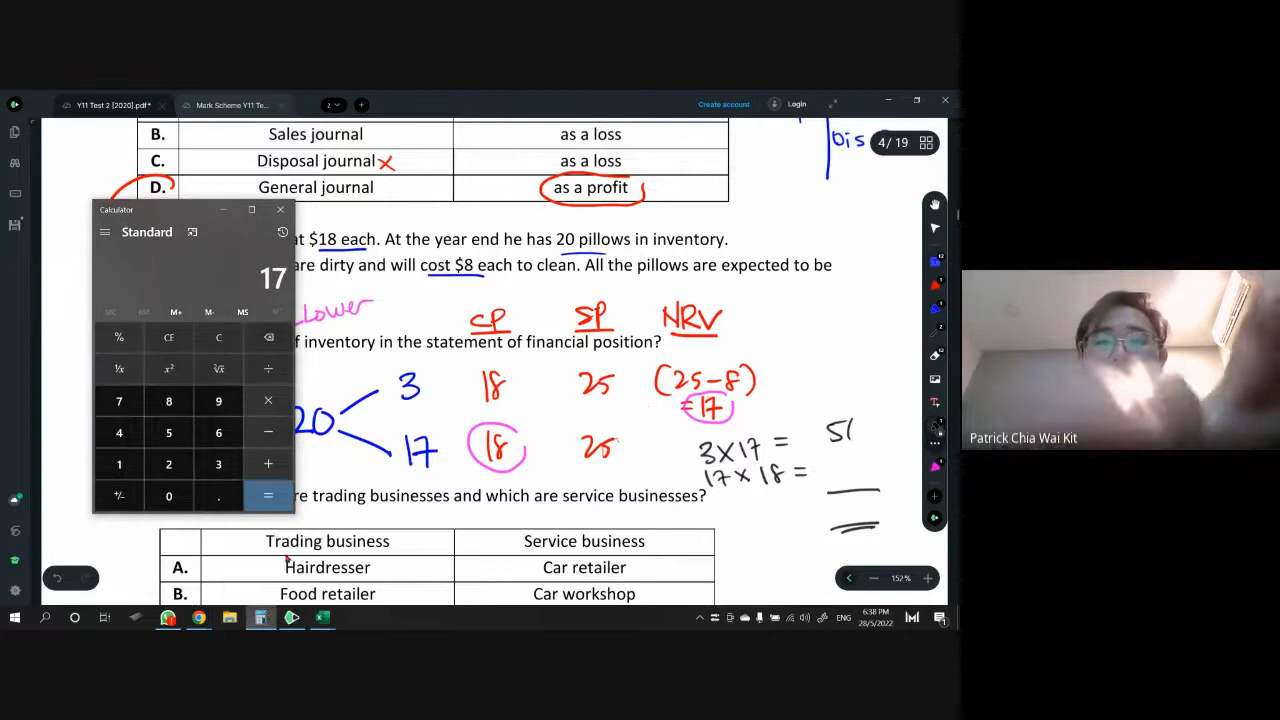 Y11 Test 2 [2020].pdf*
Mark Scheme Y11 Te...
2
Create account
Login
B. Sales journal as a loss
C. Disposal journal x as a loss
D. General journal as a profit
Dis
4/ 19
at $18 each. At the year end he has 20 pillows in inventory.
are dirty and will cost $8 each to clean. All the pillows are expected to be
Lower
CP SP NRV
f inventory in the statement of financial position?
20
3 18 25 (25-8)
= 17
17 18 25
3 x 17 = 51
17 x 18 =
re trading businesses and which are service businesses?
Trading business Service business
A. Hairdresser Car retailer
B. Food retailer Car workshop
Calculator
Standard
17
MC MR M+ M- MS
% CE C
¹/x x² ²√x ÷
7 8 9 ×
4 5 6 −
1 2 3 +
+/- 0 . =
152%
Patrick Chia Wai Kit
ENG
6:38 PM
28/5/2022